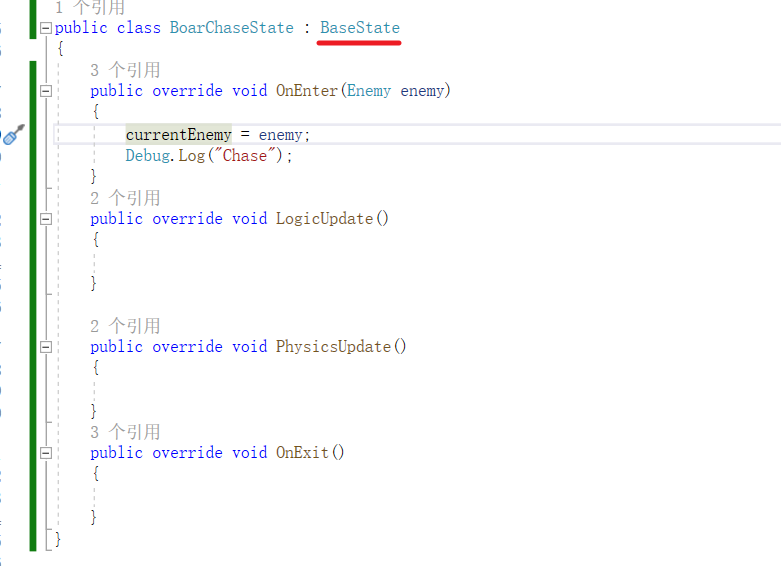 1 个引用
public class BoarChaseState : BaseState
{
3 个引用
public override void OnEnter(Enemy enemy)
{
currentEnemy = enemy;
Debug.Log("Chase");
}
2 个引用
public override void LogicUpdate()
{
}
2 个引用
public override void PhysicsUpdate()
{
}
3 个引用
public override void OnExit()
{
}
}